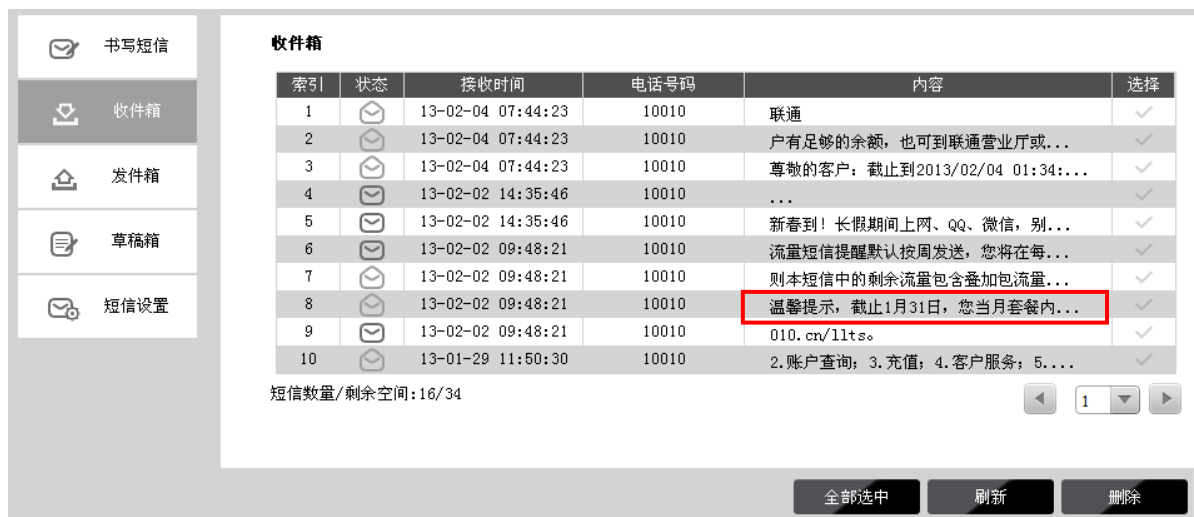 书写短信
收件箱
发件箱
草稿箱
短信设置
收件箱
索引 状态 接收时间 电话号码 内容 选择
1 13-02-04 07:44:23 10010 联通
2 13-02-04 07:44:23 10010 户有足够的余额，也可到联通营业厅或...
3 13-02-04 07:44:23 10010 尊敬的客户：截止到2013/02/04 01:34:...
4 13-02-02 14:35:46 10010 ...
5 13-02-02 14:35:46 10010 新春到！长假期间上网、QQ、微信，别...
6 13-02-02 09:48:21 10010 流量短信提醒默认按周发送，您将在每...
7 13-02-02 09:48:21 10010 则本短信中的剩余流量包含叠加包流量...
8 13-02-02 09:48:21 10010 温馨提示，截止1月31日，您当月套餐内...
9 13-02-02 09:48:21 10010 010.cn/llts。
10 13-01-29 11:50:30 10010 2.账户查询；3.充值；4.客户服务；5....
短信数量/剩余空间:16/34
1
全部选中 刷新 删除